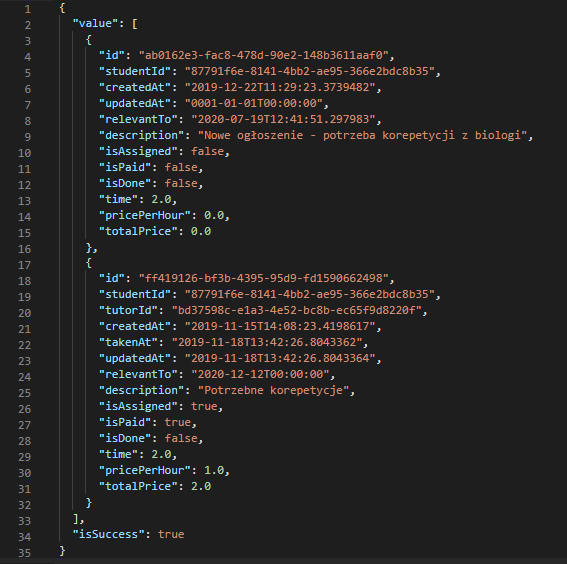 1 {
2 "value": [
3 {
4 "id": "ab0162e3-fac8-478d-90e2-148b3611aaf0",
5 "studentId": "87791f6e-8141-4bb2-ae95-366e2bdc8b35",
6 "createdAt": "2019-12-22T11:29:23.3739482",
7 "updatedAt": "0001-01-01T00:00:00",
8 "relevantTo": "2020-07-19T12:41:51.297983",
9 "description": "Nowe ogłoszenie - potrzeba korepetycji z biologi",
10 "isAssigned": false,
11 "isPaid": false,
12 "isDone": false,
13 "time": 2.0,
14 "pricePerHour": 0.0,
15 "totalPrice": 0.0
16 },
17 {
18 "id": "ff419126-bf3b-4395-95d9-fd1590662498",
19 "studentId": "87791f6e-8141-4bb2-ae95-366e2bdc8b35",
20 "tutorId": "bd37598c-e1a3-4e52-bc8b-ec65f9d8220f",
21 "createdAt": "2019-11-15T14:08:23.4198617",
22 "takenAt": "2019-11-18T13:42:26.8043362",
23 "updatedAt": "2019-11-18T13:42:26.8043364",
24 "relevantTo": "2020-12-12T00:00:00",
25 "description": "Potrzebne korepetycje",
26 "isAssigned": true,
27 "isPaid": true,
28 "isDone": false,
29 "time": 2.0,
30 "pricePerHour": 1.0,
31 "totalPrice": 2.0
32 }
33 ],
34 "isSuccess": true
35 }